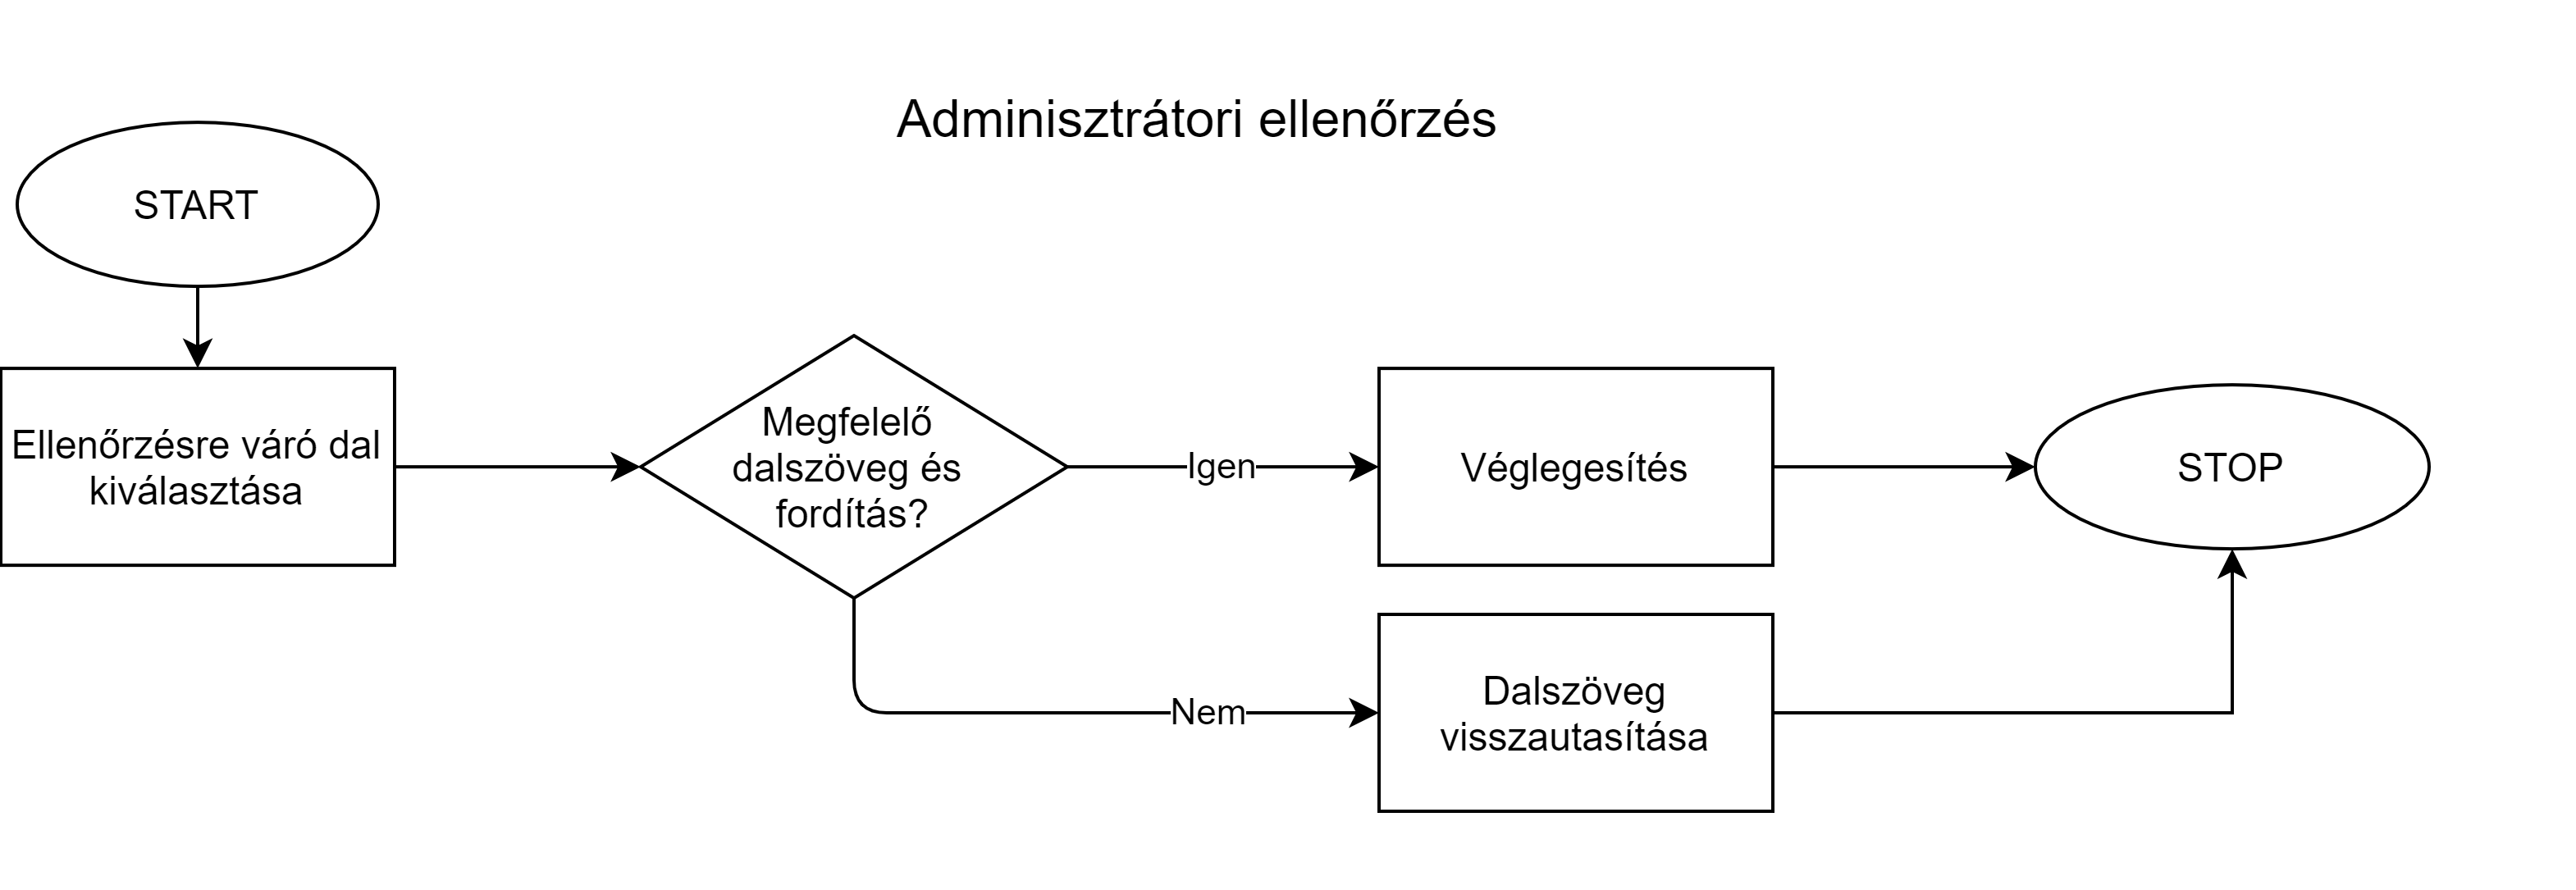 Adminisztrátori ellenőrzés
START
Ellenőrzésre váró dal
kiválasztása
Megfelelő
dalszöveg és
fordítás?
Igen
Véglegesítés
STOP
Nem
Dalszöveg
visszautasítása